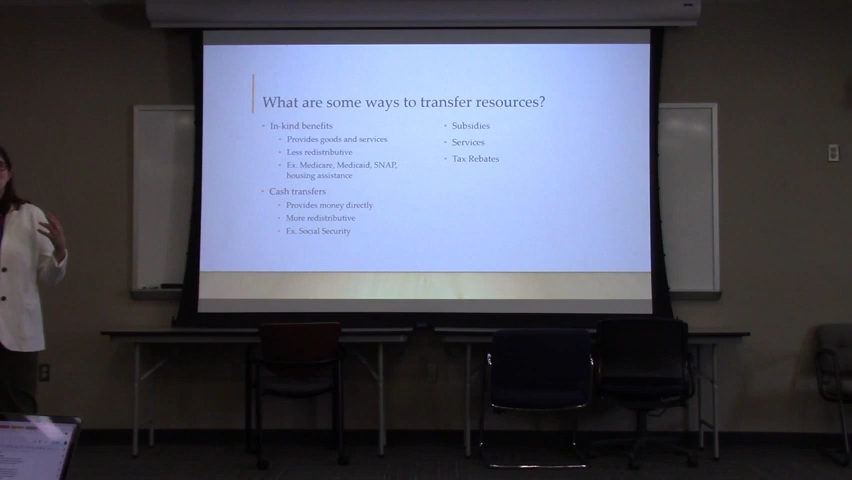 What are some ways to transfer resources?
In-kind benefits
Provides goods and services
Less redistributive
Ex. Medicare, Medicaid, SNAP,
housing assistance
Cash transfers
Provides money directly
More redistributive
Ex. Social Security
Subsidies
Services
Tax Rebates